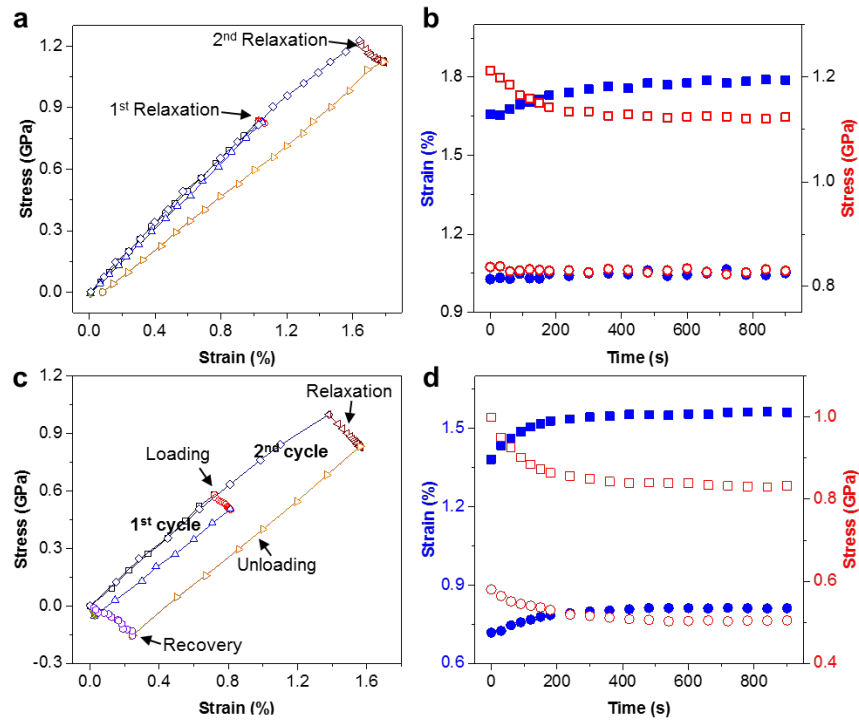 a
2nd Relaxation
1st Relaxation
Stress (GPa)
1.2
0.9
0.6
0.3
0.0
0.0 0.4 0.8 1.2 1.6
Strain (%)
b
Strain (%)
2.1
1.8
1.5
1.2
0.9
Stress (GPa)
1.2
1.0
0.8
0 200 400 600 800
Time (s)
c
Relaxation
Loading
2nd cycle
1st cycle
Unloading
Recovery
Stress (GPa)
1.2
0.9
0.6
0.3
0.0
-0.3
0.0 0.4 0.8 1.2 1.6
Strain (%)
d
Strain (%)
1.5
1.2
0.9
0.6
Stress (GPa)
1.0
0.8
0.6
0.4
0 200 400 600 800
Time (s)